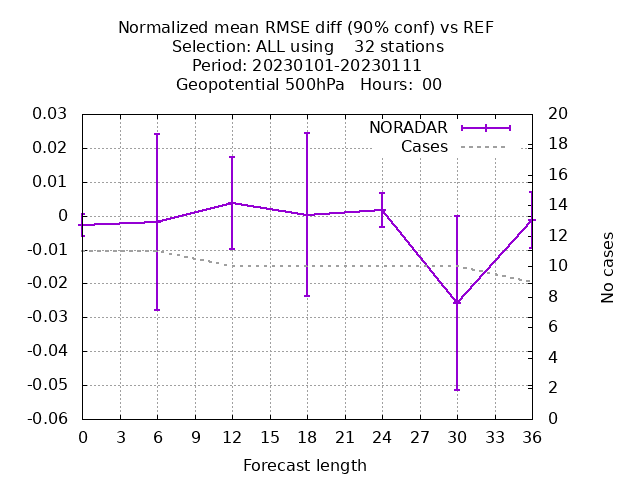 Normalized mean RMSE diff (90% conf) vs REF
Selection: ALL using    32 stations
Period: 20230101-20230111
Geopotential 500hPa   Hours:  00
NORADAR
Cases
0.03
0.02
0.01
0
-0.01
-0.02
-0.03
-0.04
-0.05
-0.06
20
18
16
14
12
10
8
6
4
2
0
No cases
0 3 6 9 12 15 18 21 24 27 30 33 36
Forecast length